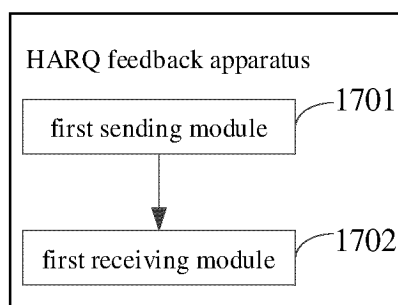 HARQ feedback apparatus
1701
first sending module
1702
first receiving module